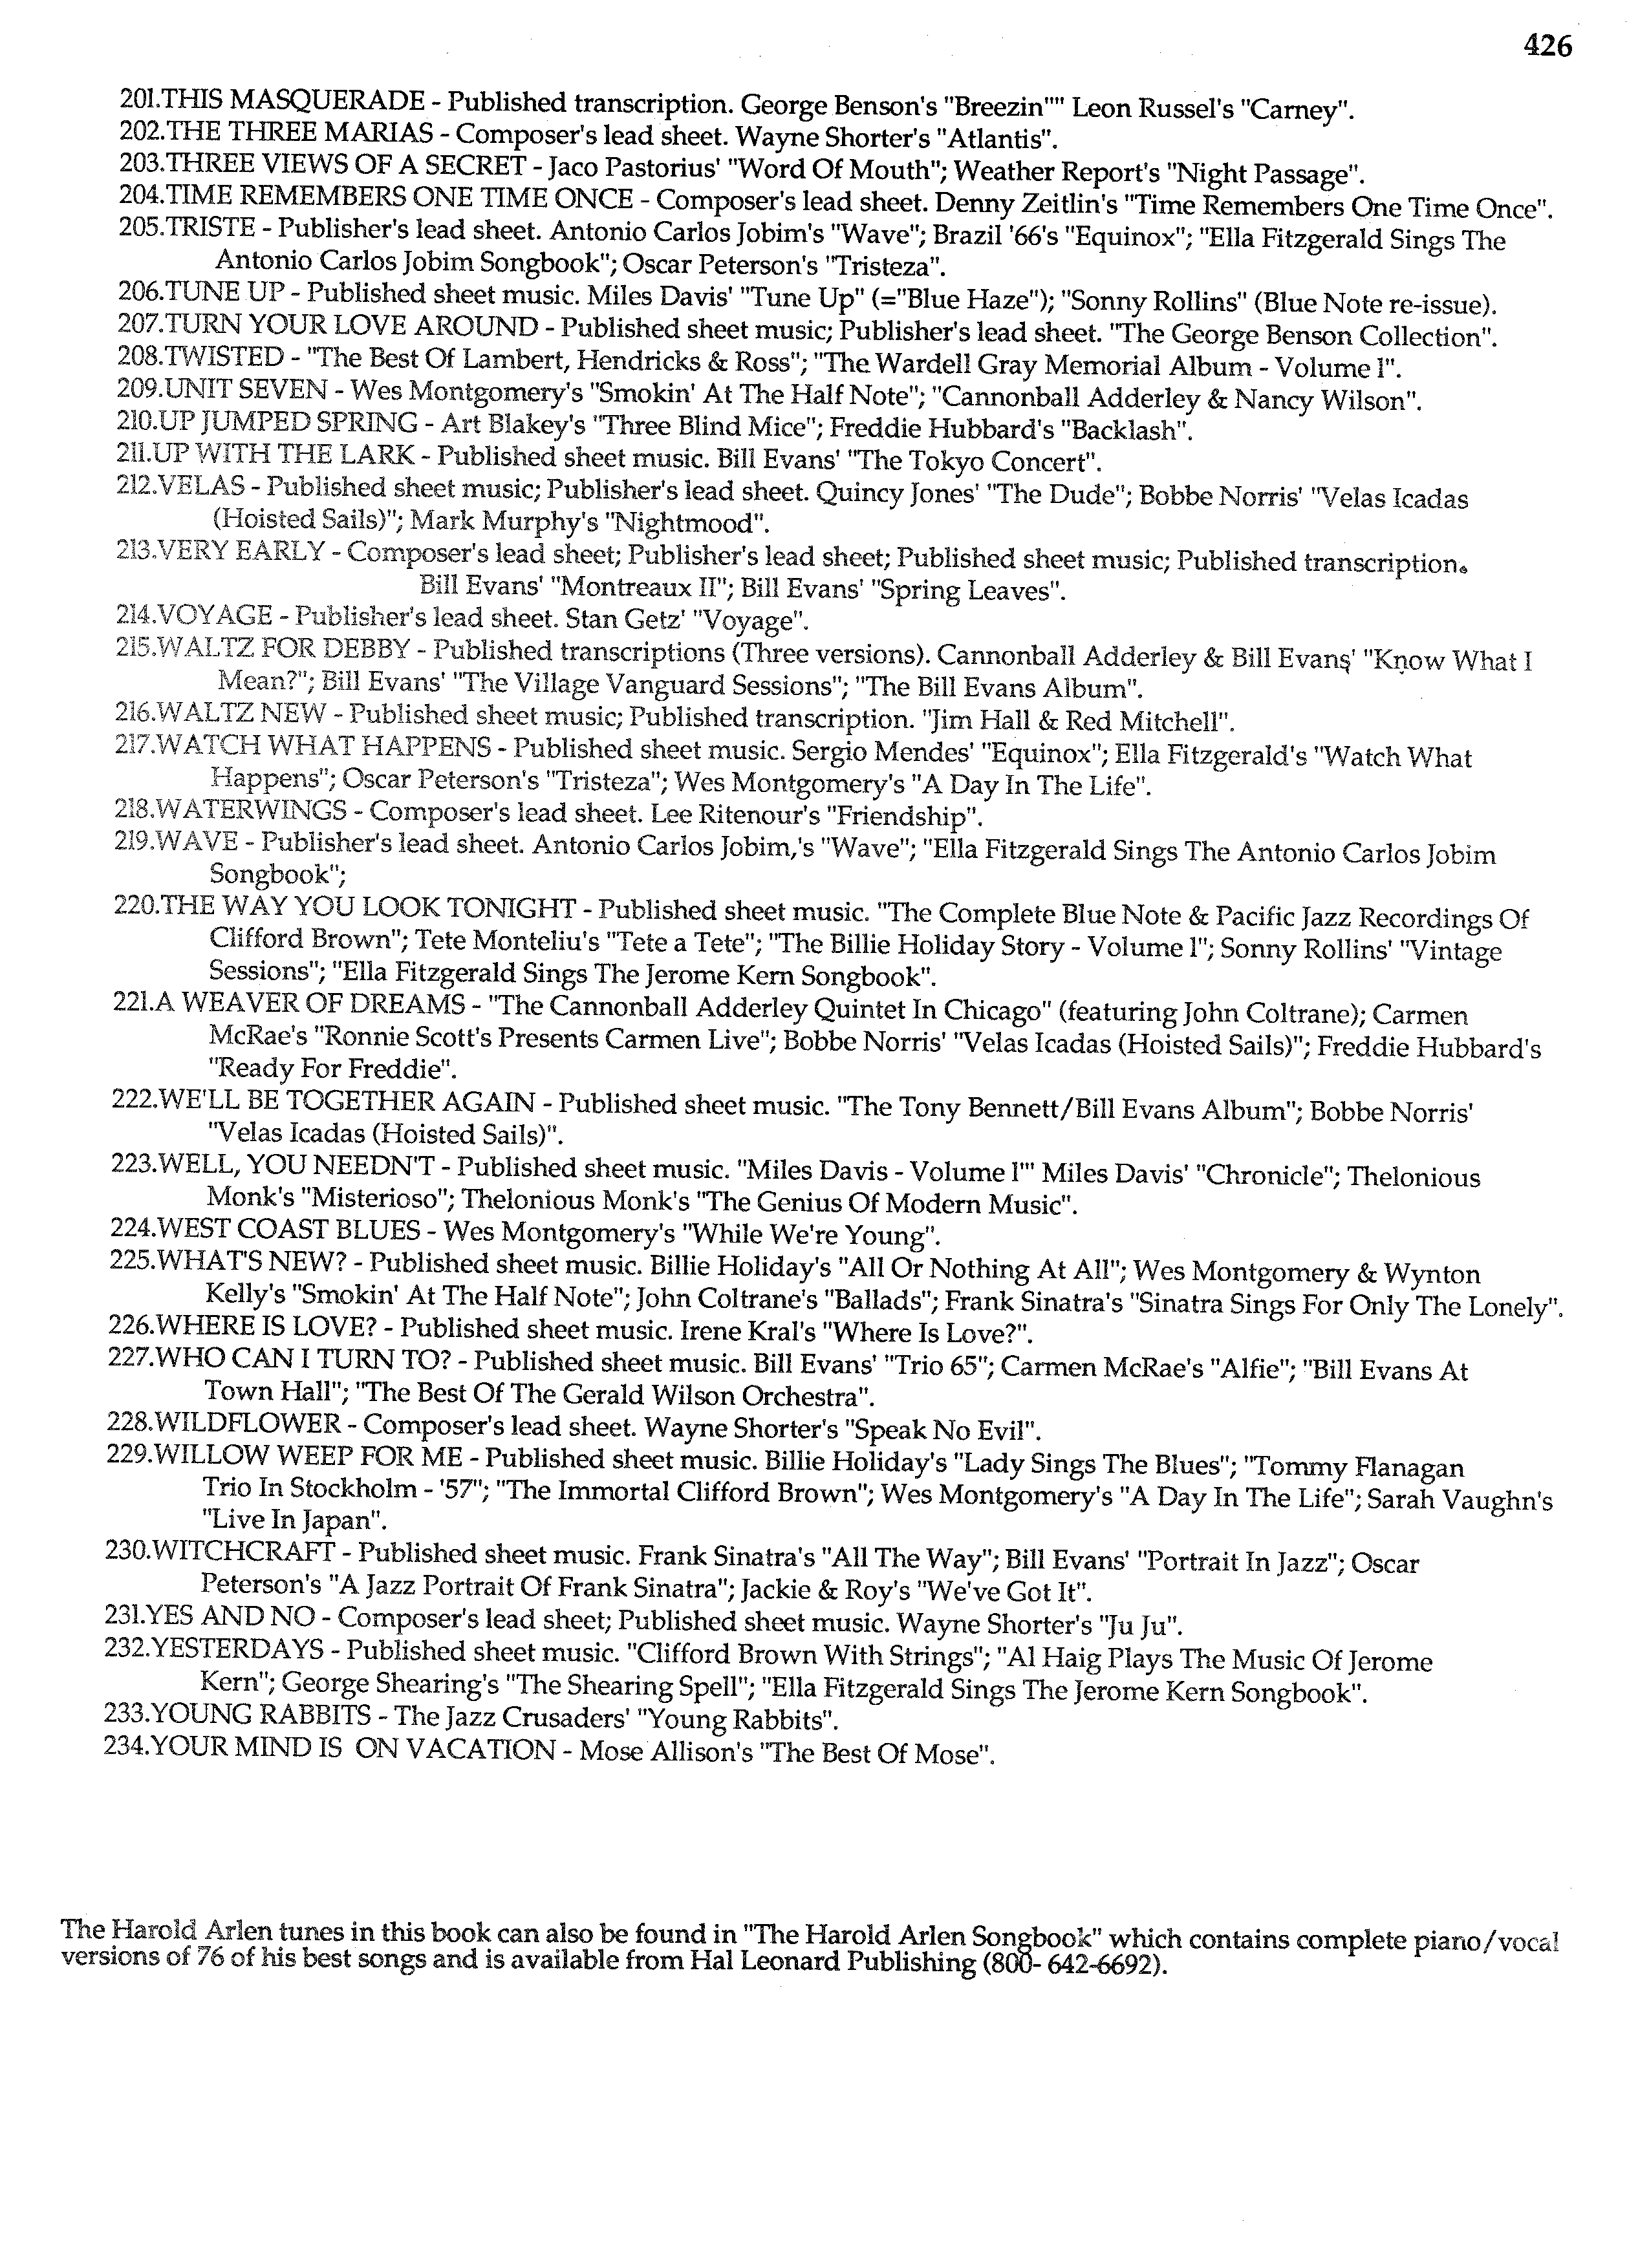 426
201.THIS MASQUERADE - Published transcription. George Benson's "Breezin"" Leon Russel's "Carney".
202.THE THREE MARIAS - Composer's lead sheet. Wayne Shorter's "Atlantis".
203.THREE VIEWS OF A SECRET - Jaco Pastorius' "Word Of Mouth"; Weather Report's "Night Passage".
204.TIME REMEMBERS ONE TIME ONCE - Composer's lead sheet. Denny Zeitlin's "Time Remembers One Time Once".
205.TRISTE - Publisher's lead sheet. Antonio Carlos Jobim's "Wave"; Brazil '66's "Equinox"; "Ella Fitzgerald Sings The
Antonio Carlos Jobim Songbook"; Oscar Peterson's "Tristeza".
206.TUNE UP - Published sheet music. Miles Davis' "Tune Up" (="Blue Haze"); "Sonny Rollins" (Blue Note re-issue).
207.TURN YOUR LOVE AROUND - Published sheet music; Publisher's lead sheet. "The George Benson Collection".
208.TWISTED - "The Best Of Lambert, Hendricks & Ross"; "The Wardell Gray Memorial Album - Volume 1".
209.UNIT SEVEN - Wes Montgomery's "Smokin' At The Half Note"; "Cannonball Adderley & Nancy Wilson".
210.UP JUMPED SPRING - Art Blakey's "Three Blind Mice"; Freddie Hubbard's "Backlash".
211.UP WITH THE LARK - Published sheet music. Bill Evans' "The Tokyo Concert".
212.VELAS - Published sheet music; Publisher's lead sheet. Quincy Jones' "The Dude"; Bobbe Norris' "Velas Icadas
(Hoisted Sails)"; Mark Murphy's "Nightmood".
213.VERY EARLY - Composer's lead sheet; Publisher's lead sheet; Published sheet music; Published transcription.
Bill Evans' "Montreaux II"; Bill Evans' "Spring Leaves".
214.VOYAGE - Publisher's lead sheet. Stan Getz' "Voyage".
215.WALTZ FOR DEBBY - Published transcriptions (Three versions). Cannonball Adderley & Bill Evans' "Know What I
Mean?"; Bill Evans' "The Village Vanguard Sessions"; "The Bill Evans Album".
216.WALTZ NEW - Published sheet music; Published transcription. "Jim Hall & Red Mitchell".
217.WATCH WHAT HAPPENS - Published sheet music. Sergio Mendes' "Equinox"; Ella Fitzgerald's "Watch What
Happens"; Oscar Peterson's "Tristeza"; Wes Montgomery's "A Day In The Life".
218.WATERWINGS - Composer's lead sheet. Lee Ritenour's "Friendship".
219.WAVE - Publisher's lead sheet. Antonio Carlos Jobim,'s "Wave"; "Ella Fitzgerald Sings The Antonio Carlos Jobim
Songbook";
220.THE WAY YOU LOOK TONIGHT - Published sheet music. "The Complete Blue Note & Pacific Jazz Recordings Of
Clifford Brown"; Tete Monteliu's "Tete a Tete"; "The Billie Holiday Story - Volume 1"; Sonny Rollins' "Vintage
Sessions"; "Ella Fitzgerald Sings The Jerome Kern Songbook".
221.A WEAVER OF DREAMS - "The Cannonball Adderley Quintet In Chicago" (featuring John Coltrane); Carmen
McRae's "Ronnie Scott's Presents Carmen Live"; Bobbe Norris' "Velas Icadas (Hoisted Sails)"; Freddie Hubbard's
"Ready For Freddie".
222.WE'LL BE TOGETHER AGAIN - Published sheet music. "The Tony Bennett/Bill Evans Album"; Bobbe Norris'
"Velas Icadas (Hoisted Sails)".
223.WELL, YOU NEEDN'T - Published sheet music. "Miles Davis - Volume 1"' Miles Davis' "Chronicle"; Thelonious
Monk's "Misterioso"; Thelonious Monk's "The Genius Of Modern Music".
224.WEST COAST BLUES - Wes Montgomery's "While We're Young".
225.WHAT'S NEW? - Published sheet music. Billie Holiday's "All Or Nothing At All"; Wes Montgomery & Wynton
Kelly's "Smokin' At The Half Note"; John Coltrane's "Ballads"; Frank Sinatra's "Sinatra Sings For Only The Lonely".
226.WHERE IS LOVE? - Published sheet music. Irene Kral's "Where Is Love?".
227.WHO CAN I TURN TO? - Published sheet music. Bill Evans' "Trio 65"; Carmen McRae's "Alfie"; "Bill Evans At
Town Hall"; "The Best Of The Gerald Wilson Orchestra".
228.WILDFLOWER - Composer's lead sheet. Wayne Shorter's "Speak No Evil".
229.WILLOW WEEP FOR ME - Published sheet music. Billie Holiday's "Lady Sings The Blues"; "Tommy Flanagan
Trio In Stockholm - '57"; "The Immortal Clifford Brown"; Wes Montgomery's "A Day In The Life"; Sarah Vaughn's
"Live In Japan".
230.WITCHCRAFT - Published sheet music. Frank Sinatra's "All The Way"; Bill Evans' "Portrait In Jazz"; Oscar
Peterson's "A Jazz Portrait Of Frank Sinatra"; Jackie & Roy's "We've Got It".
231.YES AND NO - Composer's lead sheet; Published sheet music. Wayne Shorter's "Ju Ju".
232.YESTERDAYS - Published sheet music. "Clifford Brown With Strings"; "Al Haig Plays The Music Of Jerome
Kern"; George Shearing's "The Shearing Spell"; "Ella Fitzgerald Sings The Jerome Kern Songbook".
233.YOUNG RABBITS - The Jazz Crusaders' "Young Rabbits".
234.YOUR MIND IS ON VACATION - Mose Allison's "The Best Of Mose".
The Harold Arlen tunes in this book can also be found in "The Harold Arlen Songbook" which contains complete piano/vocal
versions of 76 of his best songs and is available from Hal Leonard Publishing (800- 642-6692).